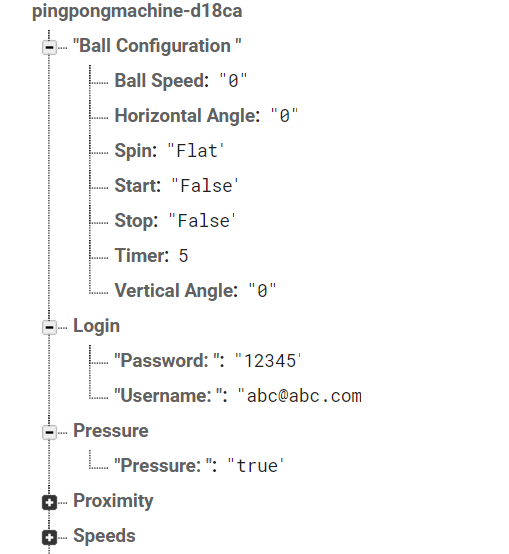 pingpongmachine-d18ca
"Ball Configuration "
Ball Speed: "0"
Horizontal Angle: "0"
Spin: "Flat'
Start: "False'
Stop: "False'
Timer: 5
Vertical Angle: "0"
Login
"Password: ": "12345'
"Username: ": "abc@abc.com
Pressure
"Pressure: ": "true'
Proximity
Speeds